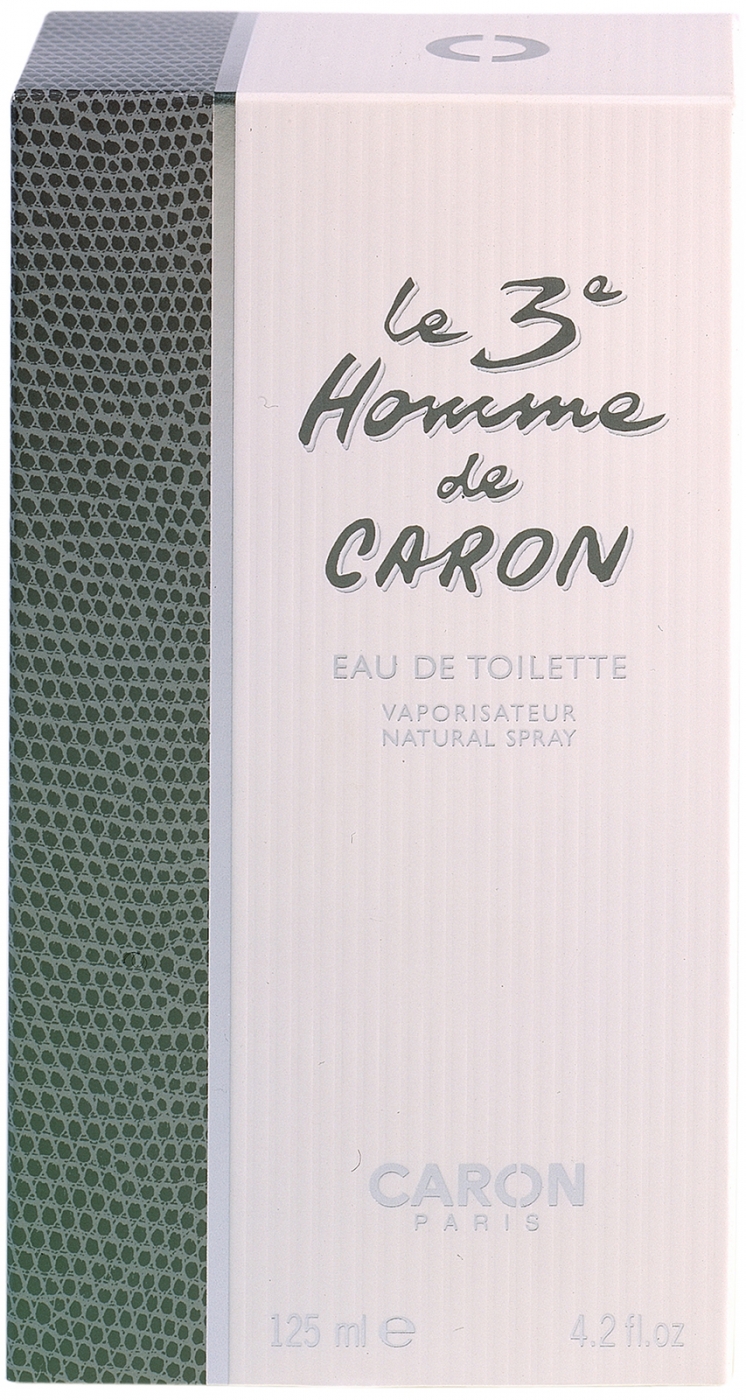 le 3e
Homme
de
CARON
EAU DE TOILETTE
VAPORISATEUR
NATURAL SPRAY
CARON
PARIS
125 ml ℮ 4.2 fl.oz